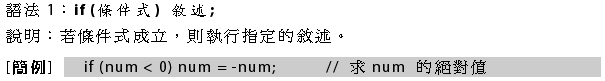 語法 1：if (條件式) 敘述;
說明：若條件式成立，則執行指定的敘述。
[簡例] if (num < 0) num = -num; // 求 num 的絕對值